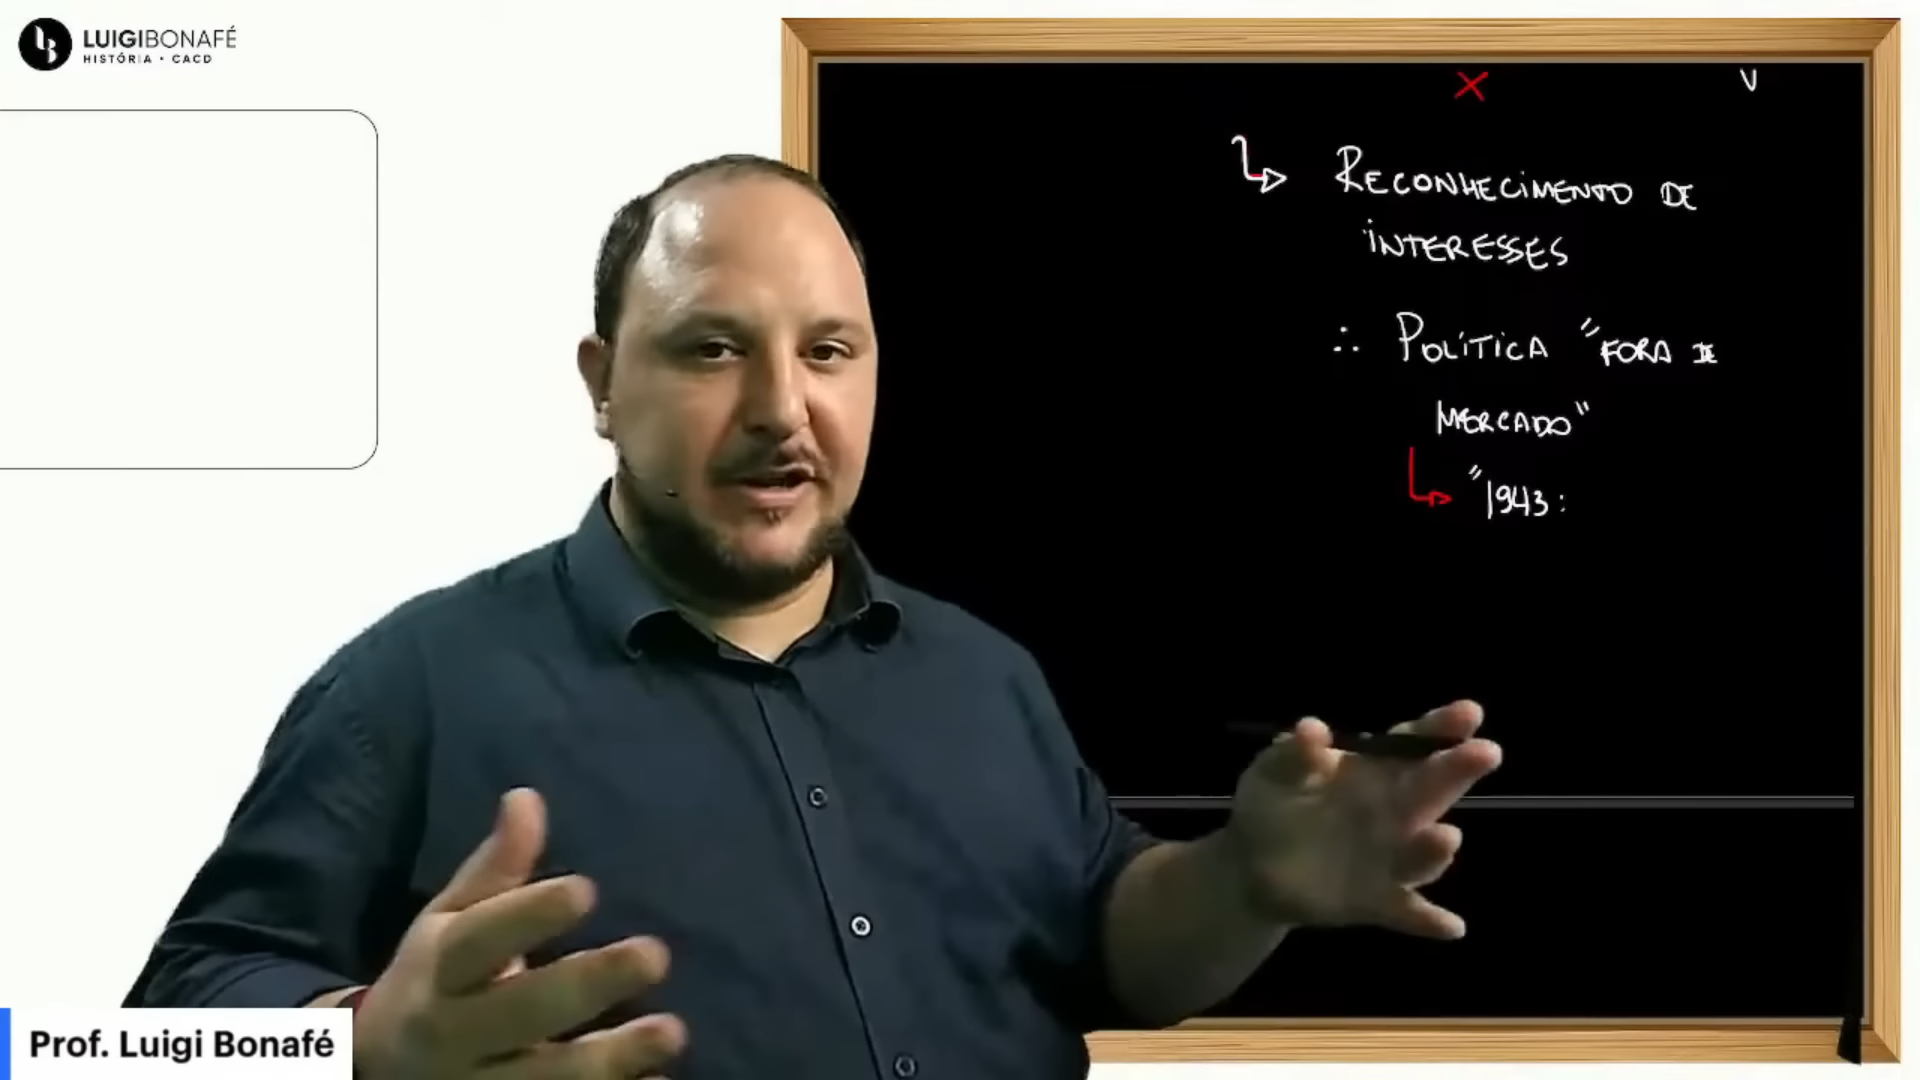 LUIGIBONAFÉ
HISTÓRIA • CACD
X V
RECONHECIMENTO DE
INTERESSES
∴ POLÍTICA "FORA DE
MERCADO"
"1943:
Prof. Luigi Bonafé